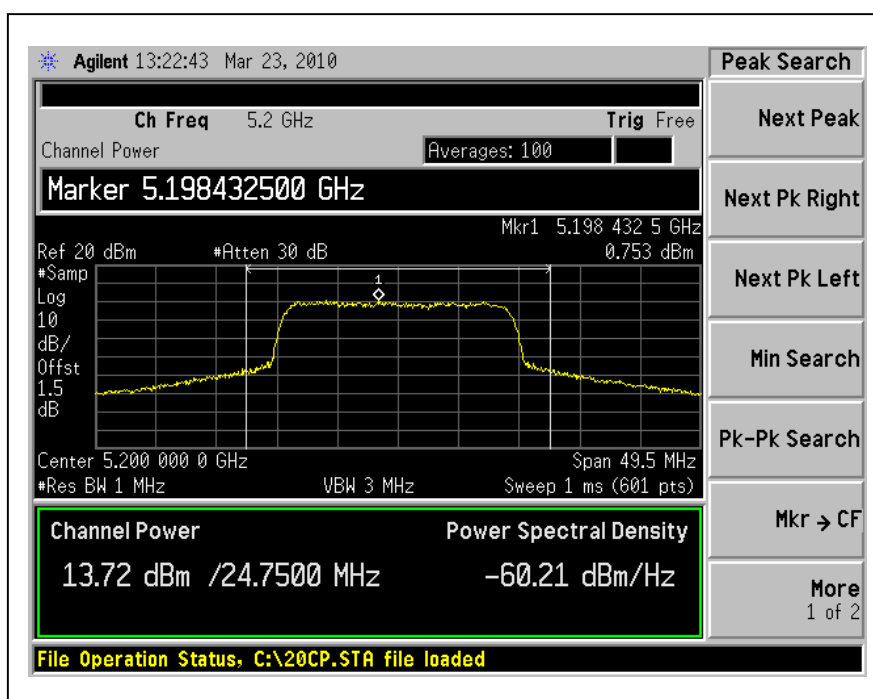 Agilent 13:22:43 Mar 23, 2010
Peak Search
Ch Freq 5.2 GHz Trig Free
Channel Power Averages: 100
Marker 5.198432500 GHz
Mkr1 5.198 432 5 GHz
Ref 20 dBm #Atten 30 dB 0.753 dBm
#Samp
Log
10
dB/
Offst
1.5
dB
1
Center 5.200 000 0 GHz Span 49.5 MHz
#Res BW 1 MHz VBW 3 MHz Sweep 1 ms (601 pts)
Channel Power Power Spectral Density
13.72 dBm /24.7500 MHz -60.21 dBm/Hz
File Operation Status, C:\20CP.STA file loaded
Next Peak
Next Pk Right
Next Pk Left
Min Search
Pk-Pk Search
Mkr → CF
More
1 of 2